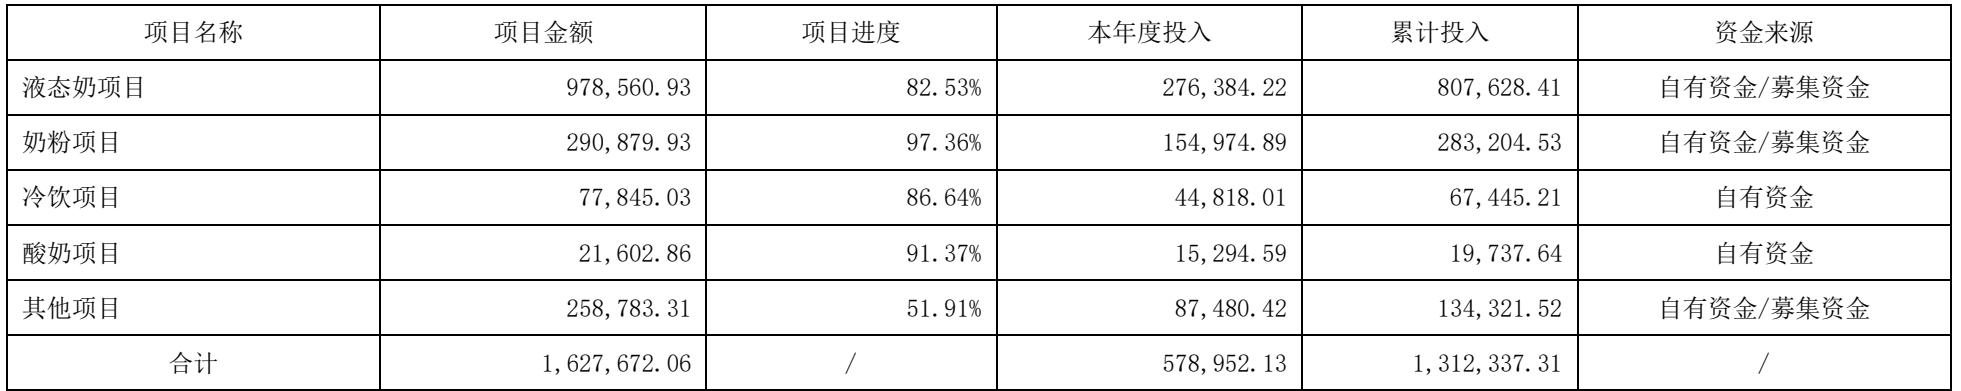 项目名称 项目金额 项目进度 本年度投入 累计投入 资金来源
液态奶项目 978,560.93 82.53% 276,384.22 807,628.41 自有资金/募集资金
奶粉项目 290,879.93 97.36% 154,974.89 283,204.53 自有资金/募集资金
冷饮项目 77,845.03 86.64% 44,818.01 67,445.21 自有资金
酸奶项目 21,602.86 91.37% 15,294.59 19,737.64 自有资金
其他项目 258,783.31 51.91% 87,480.42 134,321.52 自有资金/募集资金
合计 1,627,672.06 / 578,952.13 1,312,337.31 /